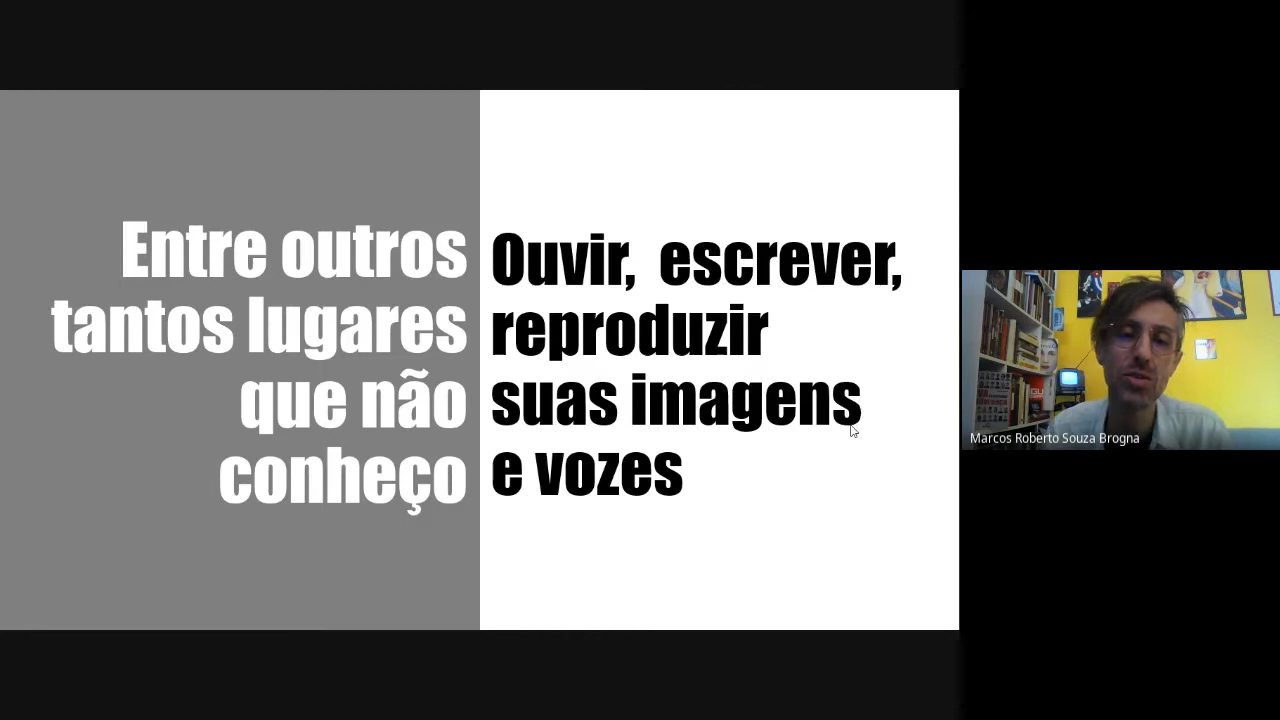 Entre outros
tantos lugares
que não
conheço
Ouvir,  escrever,
reproduzir
suas imagens
e vozes
Marcos Roberto Souza Brogna